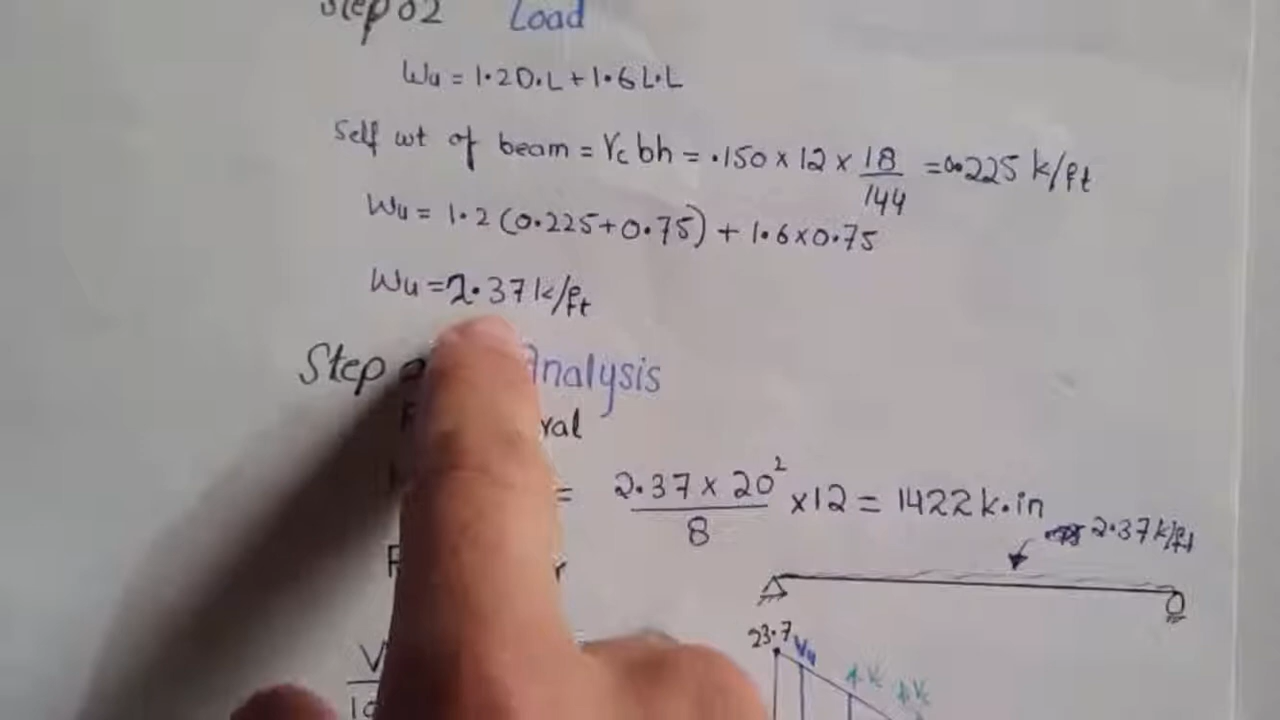 Step 02 Load
Wu = 1.2D.L + 1.6L.L
Self wt of beam = γc bh = .150 × 12 × 18/144 = 0.225 k/ft
Wu = 1.2 (0.225+0.75) + 1.6×0.75
Wu = 2.37 k/ft
Step Analysis
= 2.37 × 20²/8 ×12 = 1422 k.in
2.37 k/ft
23.7 Vu